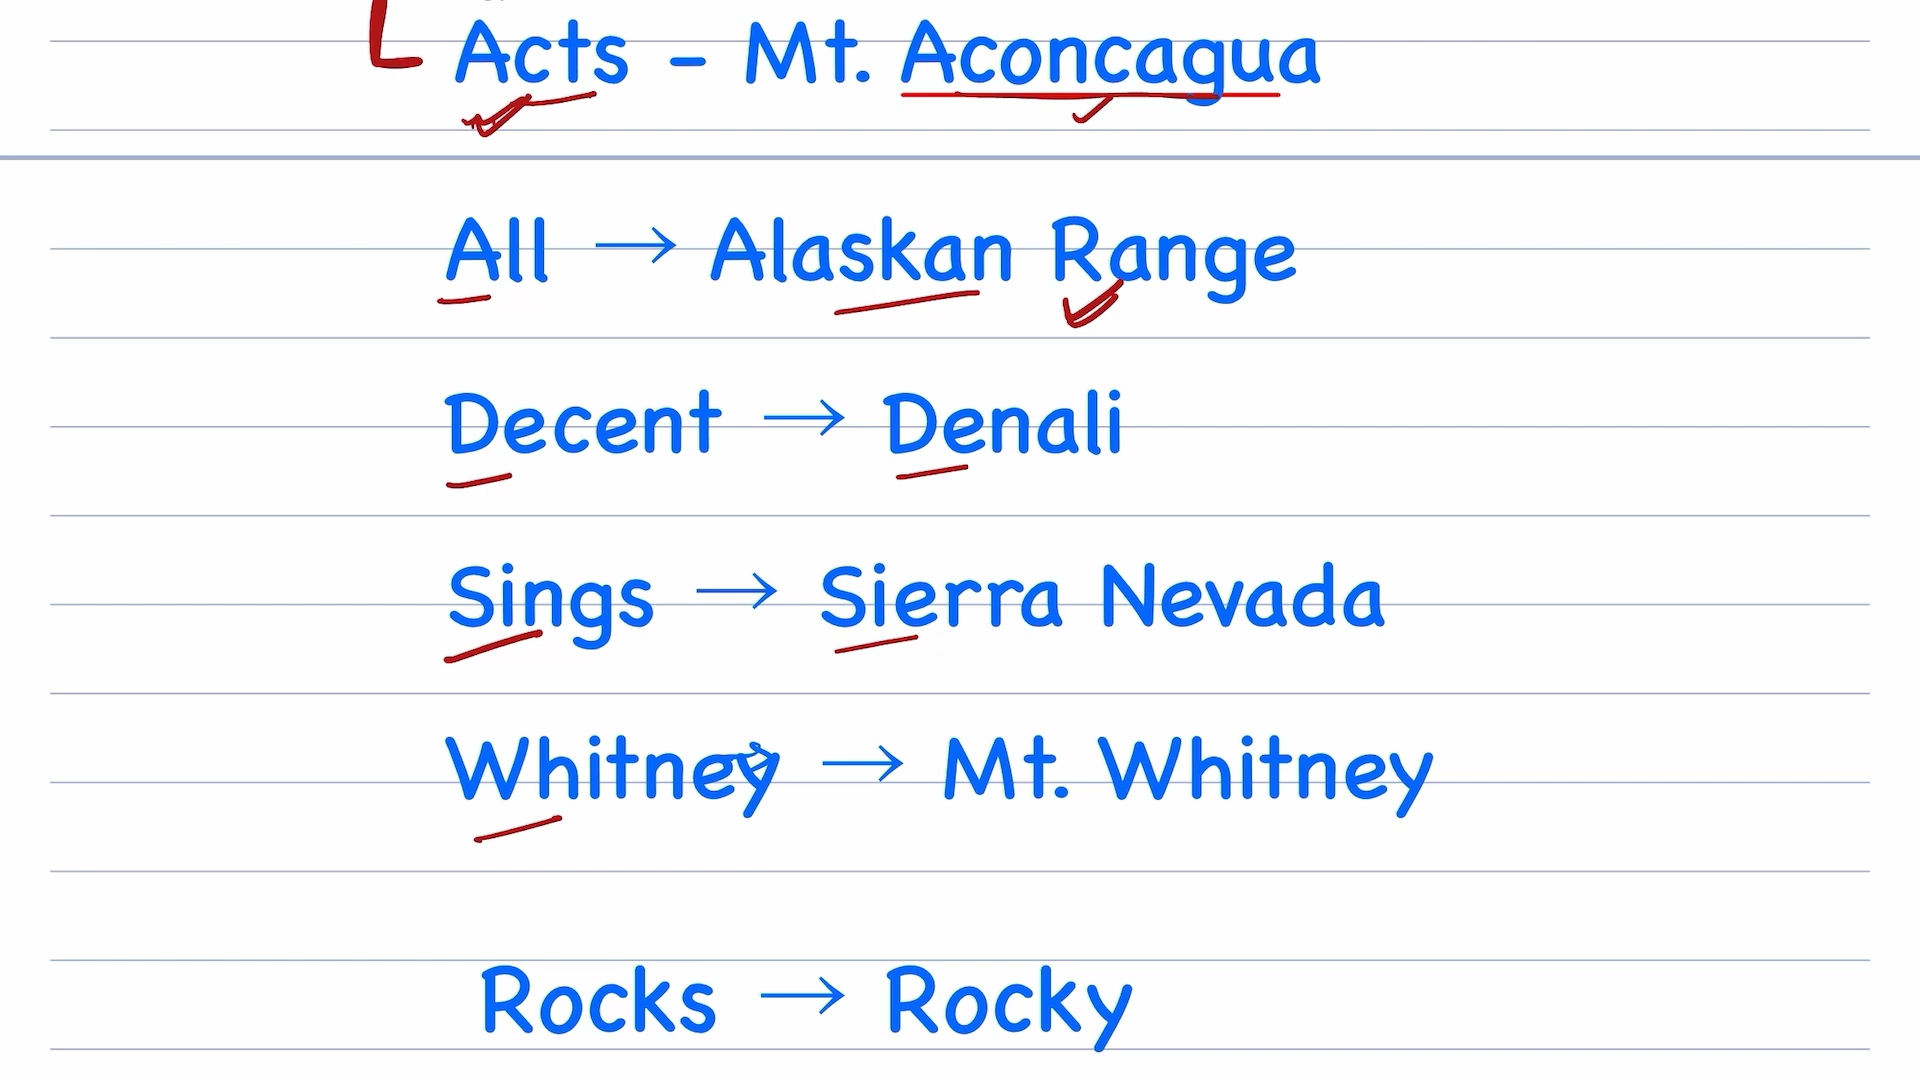 Acts - Mt. Aconcagua
All → Alaskan Range
Decent → Denali
Sings → Sierra Nevada
Whitney → Mt. Whitney
Rocks → Rocky